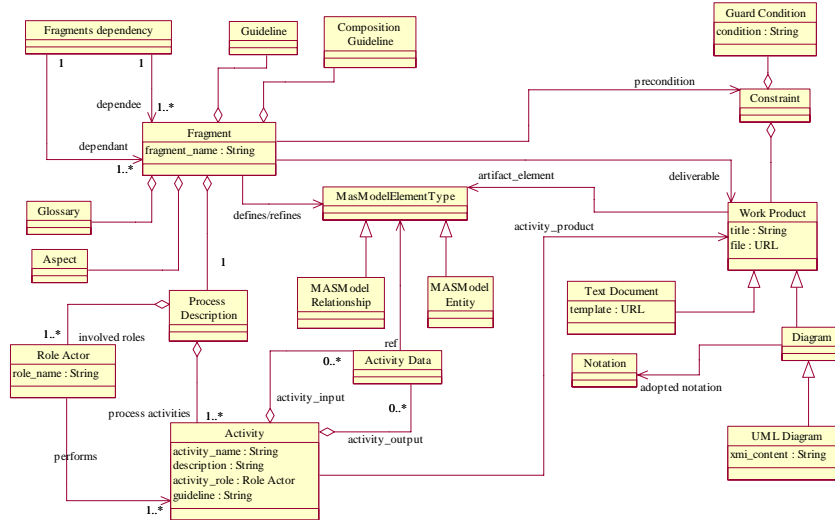 Guard Condition
condition : String
Fragments dependency
Guideline
Composition
Guideline
1
1
precondition
Constraint
dependee
1..*
Fragment
fragment_name : String
dependant
1..*
artifact_element
deliverable
MasModelElementType
defines/refines
Glossary
activity_product
Work Product
title : String
file : URL
Aspect
1
MASModel
Relationship
MASModel
Entity
Text Document
template : URL
Process
Description
1..*
involved roles
Diagram
ref
Role Actor
role_name : String
0..*
Activity Data
Notation
adopted notation
activity_input
0..*
process activities
1..*
activity_output
Activity
activity_name : String
description : String
activity_role : Role Actor
guideline : String
UML Diagram
xmi_content : String
performs
1..*